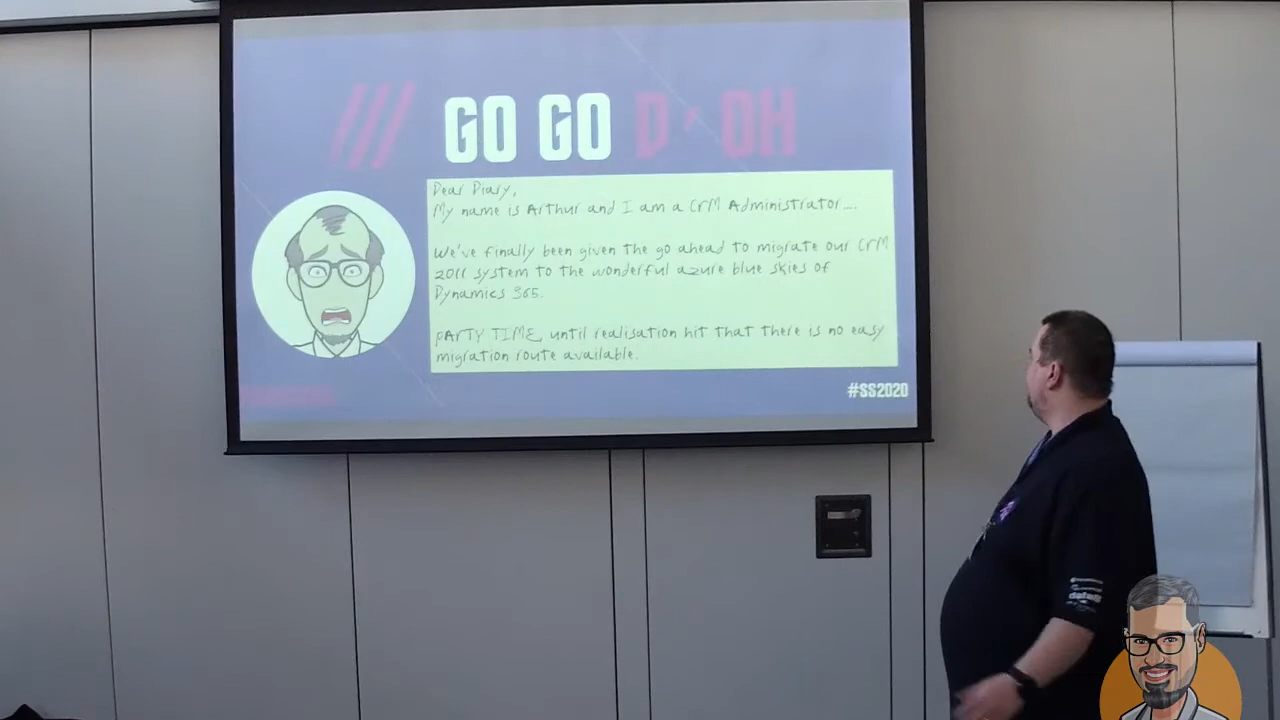 GO GO D'OH
Dear Diary,
My name is Arthur and I am a CRM Administrator....
We've finally been given the go ahead to migrate our CRM
2011 system to the wonderful azure blue skies of
Dynamics 365.
PARTY TIME, until realisation hit that there is no easy
migration route available.
#SS2020